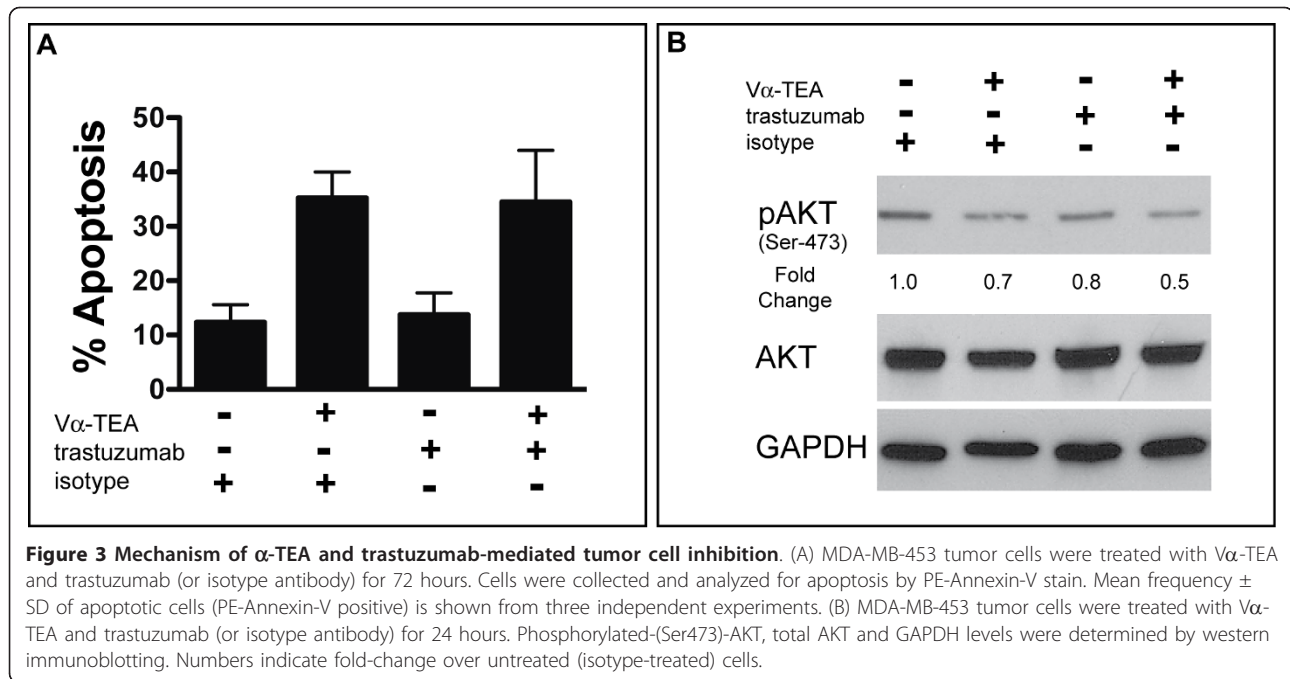 A
% Apoptosis
50
40
30
20
10
0
Vα-TEA - + - +
trastuzumab - - + +
isotype + + - -
B
Vα-TEA - + - +
trastuzumab - - + +
isotype + + - -
pAKT
(Ser-473)
Fold
Change 1.0 0.7 0.8 0.5
AKT
GAPDH
Figure 3 Mechanism of α-TEA and trastuzumab-mediated tumor cell inhibition. (A) MDA-MB-453 tumor cells were treated with Vα-TEA
and trastuzumab (or isotype antibody) for 72 hours. Cells were collected and analyzed for apoptosis by PE-Annexin-V stain. Mean frequency ±
SD of apoptotic cells (PE-Annexin-V positive) is shown from three independent experiments. (B) MDA-MB-453 tumor cells were treated with Vα-
TEA and trastuzumab (or isotype antibody) for 24 hours. Phosphorylated-(Ser473)-AKT, total AKT and GAPDH levels were determined by western
immunoblotting. Numbers indicate fold-change over untreated (isotype-treated) cells.